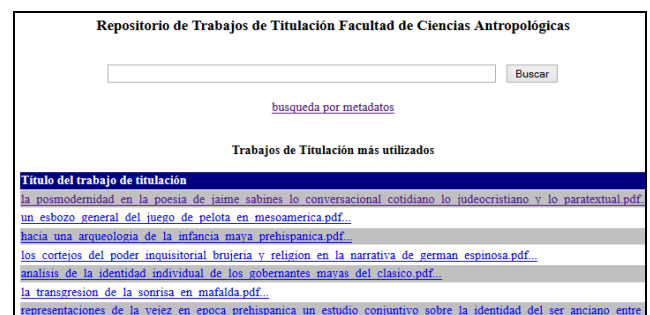 Repositorio de Trabajos de Titulación Facultad de Ciencias Antropológicas
Buscar
busqueda por metadatos
Trabajos de Titulación más utilizados
Título del trabajo de titulación
la posmodernidad en la poesia de jaime sabines lo conversacional cotidiano lo judeocristiano y lo paratextual.pdf.
un esbozo general del juego de pelota en mesoamerica.pdf...
hacia una arqueologia de la infancia maya prehispanica.pdf...
los cortejos del poder inquisitorial brujeria y religion en la narrativa de german espinosa.pdf...
analisis de la identidad individual de los gobernantes mayas del clasico.pdf...
la transgresion de la sonrisa en mafalda.pdf...
representaciones de la vejez en epoca prehispanica un estudio conjuntivo sobre la identidad del ser anciano entre